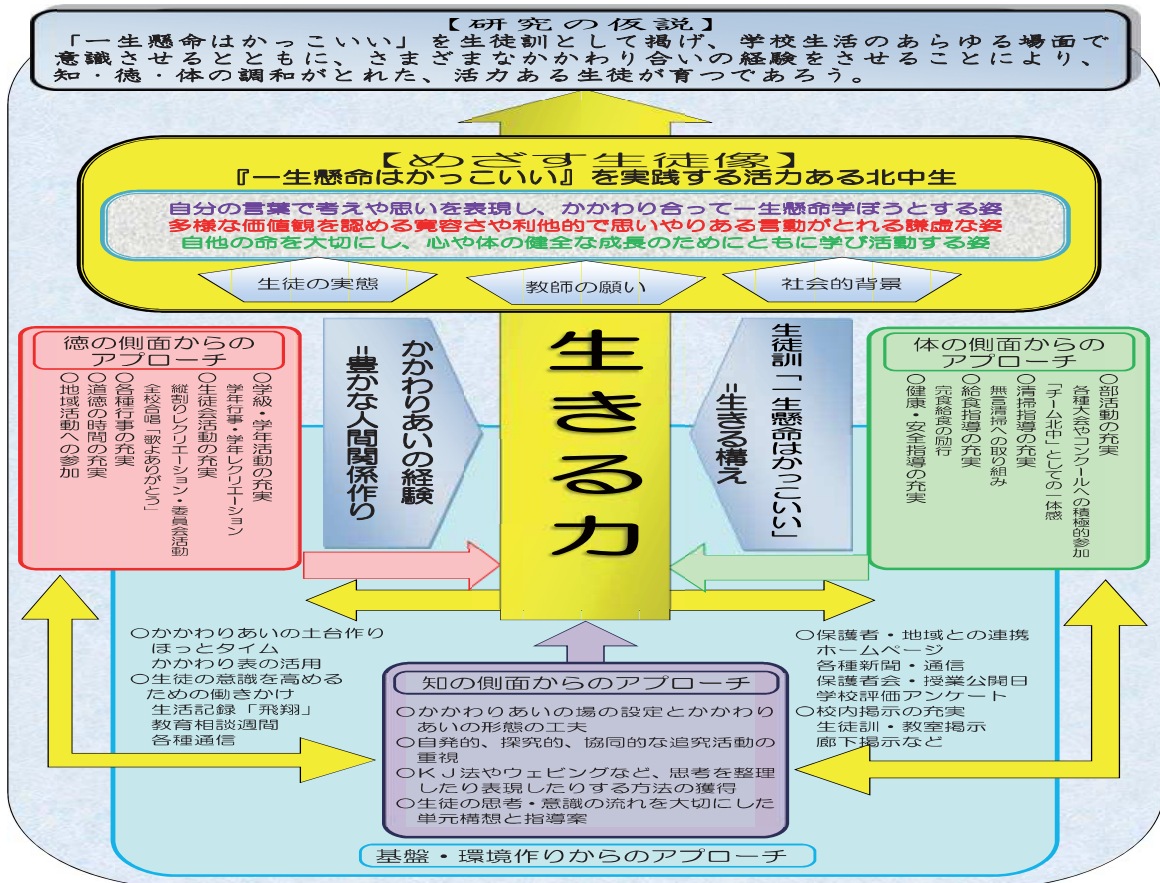 【研究の仮説】
「一生懸命はかっこいい」を生徒訓として掲げ、学校生活のあらゆる場面で
意識させるとともに、さまざまなかかわり合いの経験をさせることにより、
知・徳・体の調和がとれた、活力ある生徒が育つであろう。
【めざす生徒像】
『一生懸命はかっこいい』を実践する活力ある北中生
自分の言葉で考えや思いを表現し、かかわり合って一生懸命学ぼうとする姿
多様な価値観を認める寛容さや利他的で思いやりある言動がとれる謙虚な姿
自他の命を大切にし、心や体の健全な成長のためにともに学び活動する姿
生徒の実態
教師の願い
社会的背景
徳の側面からの
アプローチ
○学級・学年活動の充実
学年行事・学年レクリエーション
○生徒会活動の充実
縦割りレクリエーション・委員会活動
全校合唱「歌よありがとう」
○各種行事の充実
○道徳の時間の充実
○地域活動への参加
かかわりあいの経験
=豊かな人間関係作り
生きる力
生徒訓「一生懸命はかっこいい」
=生きる構え
体の側面からの
アプローチ
○部活動の充実
各種大会やコンクールへの積極的参加
「チーム北中」としての一体感
○清掃指導の充実
無言清掃への取り組み
○給食指導の充実
完食給食の励行
○健康・安全指導の充実
○かかわりあいの土台作り
ほっとタイム
かかわり表の活用
○生徒の意識を高める
ための働きかけ
生活記録「飛翔」
教育相談週間
各種通信
知の側面からのアプローチ
○かかわりあいの場の設定とかかわり
あいの形態の工夫
○自発的、探究的、協同的な追究活動の
重視
○KJ法やウェビングなど、思考を整理
したり表現したりする方法の獲得
○生徒の思考・意識の流れを大切にした
単元構想と指導案
○保護者・地域との連携
ホームページ
各種新聞・通信
保護者会・授業公開日
学校評価アンケート
○校内掲示の充実
生徒訓・教室掲示
廊下掲示など
基盤・環境作りからのアプローチ